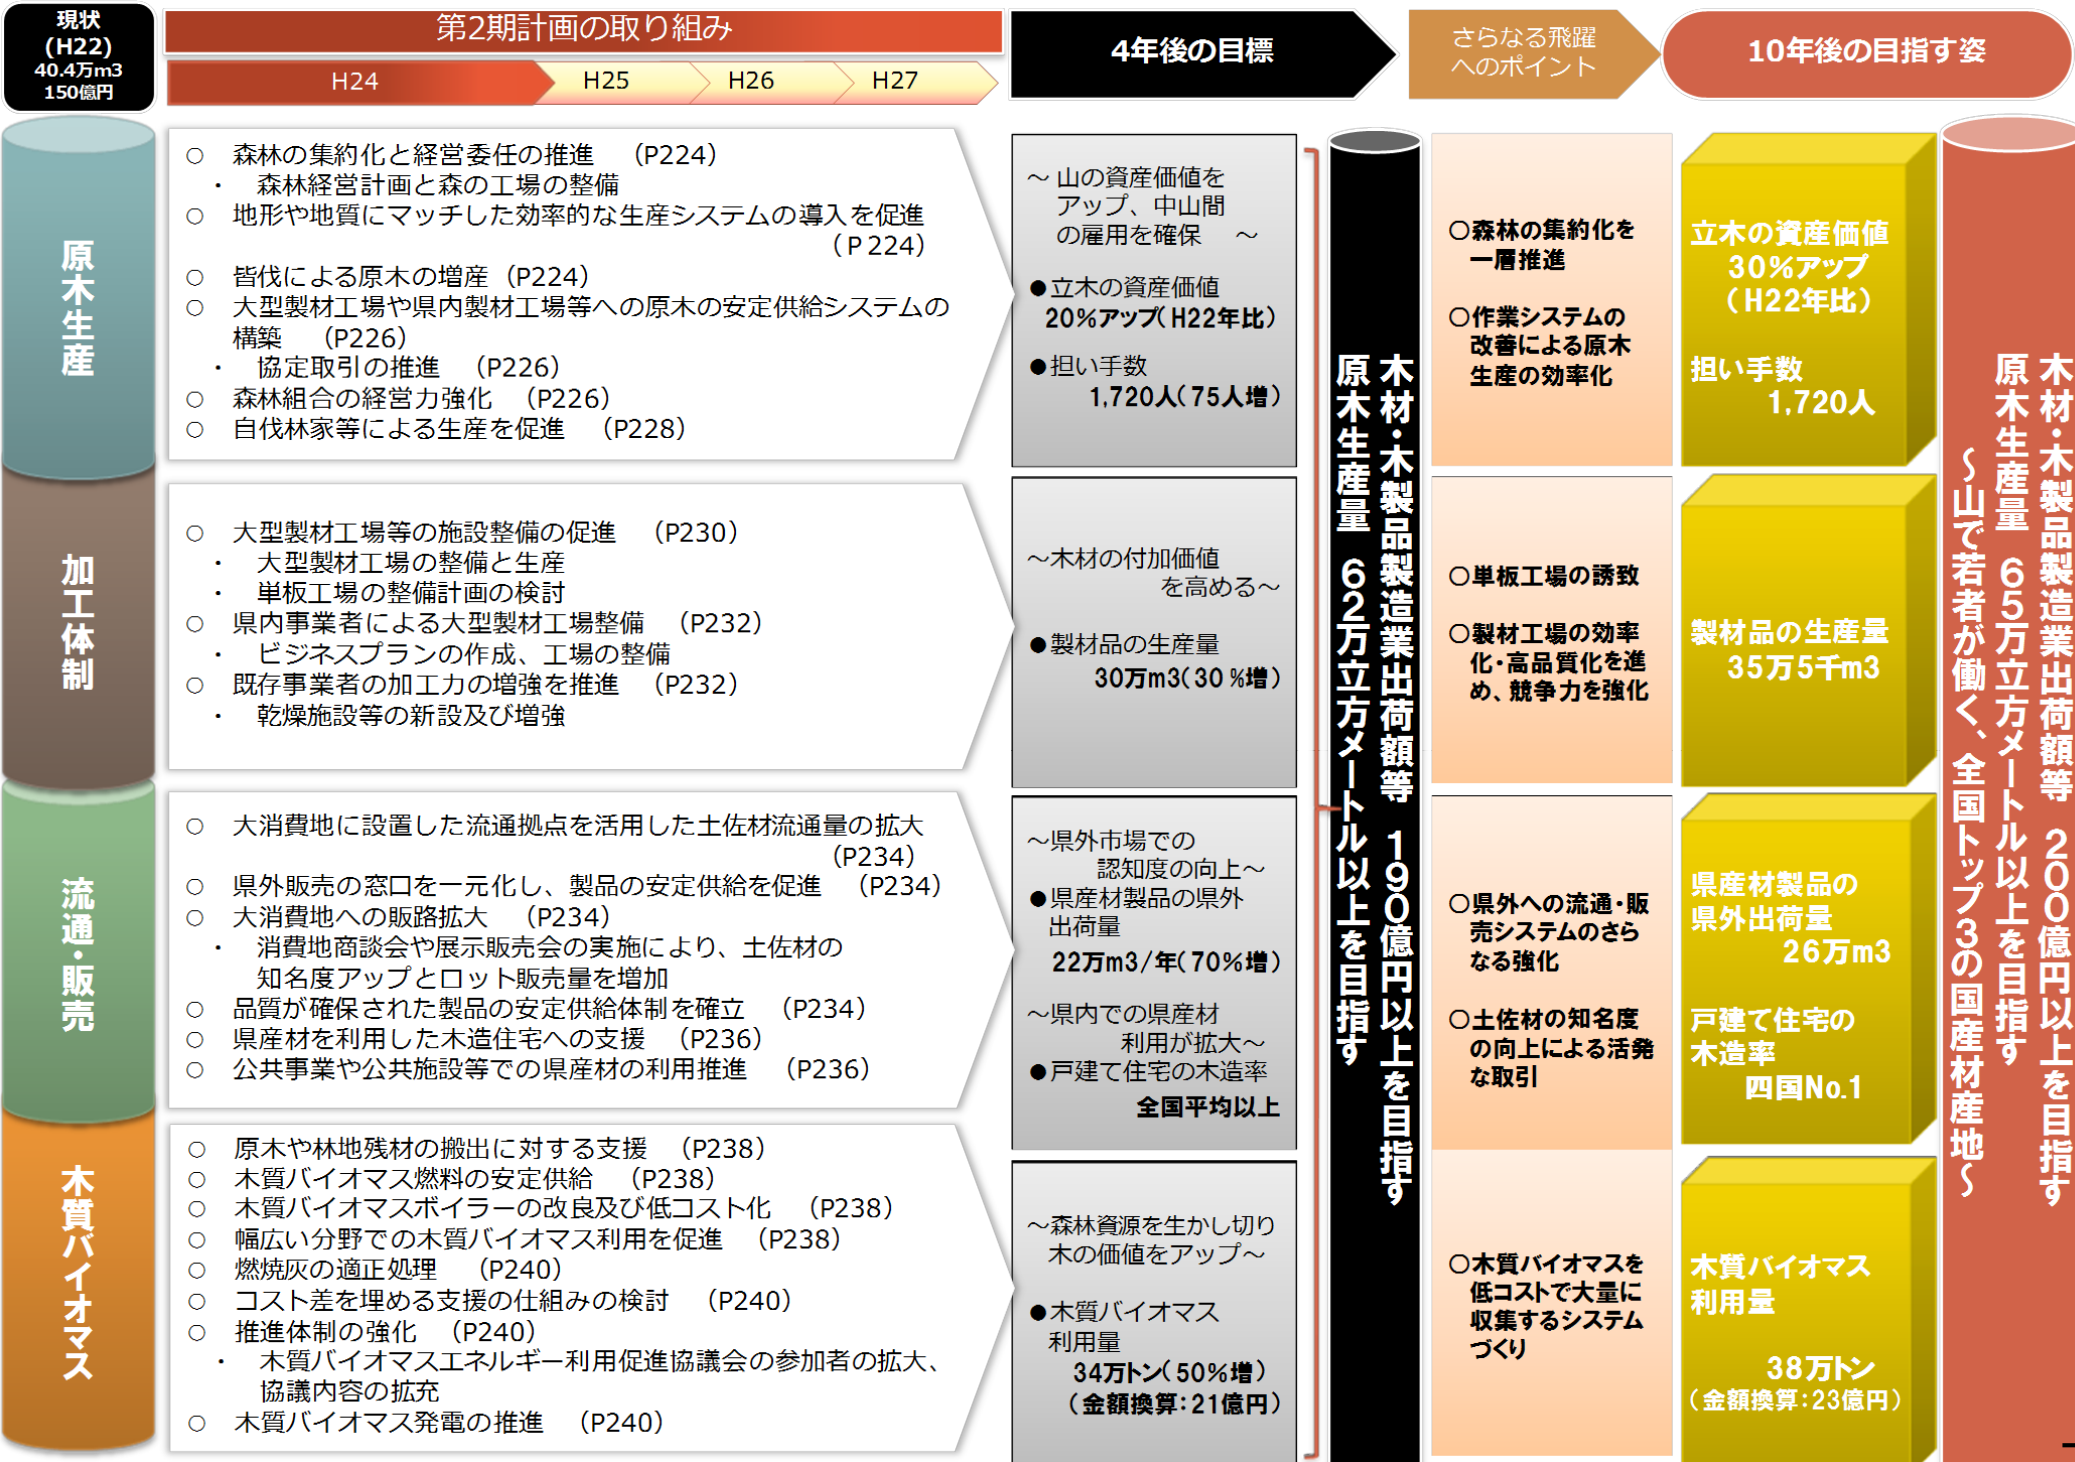 現状
(H22)
40.4万m3
150億円
第2期計画の取り組み
H24
H25
H26
H27
4年後の目標
さらなる飛躍
へのポイント
10年後の目指す姿
原木生産
○ 森林の集約化と経営委任の推進 （P224）
・ 森林経営計画と森の工場の整備
○ 地形や地質にマッチした効率的な生産システムの導入を促進
（Ｐ224）
○ 皆伐による原木の増産（P224）
○ 大型製材工場や県内製材工場等への原木の安定供給システムの
構築 （P226）
・ 協定取引の推進 （P226）
○ 森林組合の経営力強化 （P226）
○ 自伐林家等による生産を促進 （P228）
～ 山の資産価値を
アップ、中山間
の雇用を確保 ～
●立木の資産価値
20％アップ（H22年比）
●担い手数
1,720人（75人増）
○森林の集約化を
一層推進
○作業システムの
改善による原木
生産の効率化
立木の資産価値
30％アップ
（H22年比）
担い手数
1,720人
加工体制
○ 大型製材工場等の施設整備の促進 （P230）
・ 大型製材工場の整備と生産
・ 単板工場の整備計画の検討
○ 県内事業者による大型製材工場整備 （P232）
・ ビジネスプランの作成、工場の整備
○ 既存事業者の加工力の増強を推進 （P232）
・ 乾燥施設等の新設及び増強
～木材の付加価値
を高める～
●製材品の生産量
30万m3（30％増）
○単板工場の誘致
○製材工場の効率
化・高品質化を進
め、競争力を強化
製材品の生産量
35万5千m3
流通・販売
○ 大消費地に設置した流通拠点を活用した土佐材流通量の拡大
（P234）
○ 県外販売の窓口を一元化し、製品の安定供給を促進 （P234）
○ 大消費地への販路拡大 （P234）
・ 消費地商談会や展示販売会の実施により、土佐材の
知名度アップとロット販売量を増加
○ 品質が確保された製品の安定供給体制を確立 （P234）
○ 県産材を利用した木造住宅への支援 （P236）
○ 公共事業や公共施設等での県産材の利用推進 （P236）
～県外市場での
認知度の向上～
●県産材製品の県外
出荷量
22万m3/年（70％増）
～県内での県産材
利用が拡大～
●戸建て住宅の木造率
全国平均以上
○県外への流通・販
売システムのさら
なる強化
○土佐材の知名度
の向上による活発
な取引
県産材製品の
県外出荷量
26万m3
戸建て住宅の
木造率
四国No.1
木質バイオマス
○ 原木や林地残材の搬出に対する支援 （P238）
○ 木質バイオマス燃料の安定供給 （P238）
○ 木質バイオマスボイラーの改良及び低コスト化 （P238）
○ 幅広い分野での木質バイオマス利用を促進 （P238）
○ 燃焼灰の適正処理 （P240）
○ コスト差を埋める支援の仕組みの検討 （P240）
○ 推進体制の強化 （P240）
・ 木質バイオマスエネルギー利用促進協議会の参加者の拡大、
協議内容の拡充
○ 木質バイオマス発電の推進 （P240）
～森林資源を生かし切り
木の価値をアップ～
●木質バイオマス
利用量
34万トン（50％増）
（金額換算：21億円）
○木質バイオマスを
低コストで大量に
収集するシステム
づくり
木質バイオマス
利用量
38万トン
（金額換算：23億円）
木材・木製品製造業出荷額等 １９０億円以上を目指す
原木生産量 ６２万立方メートル以上を目指す
木材・木製品製造業出荷額等 ２００億円以上を目指す
原木生産量 ６５万立方メートル以上を目指す
～山で若者が働く、全国トップ３の国産材産地～